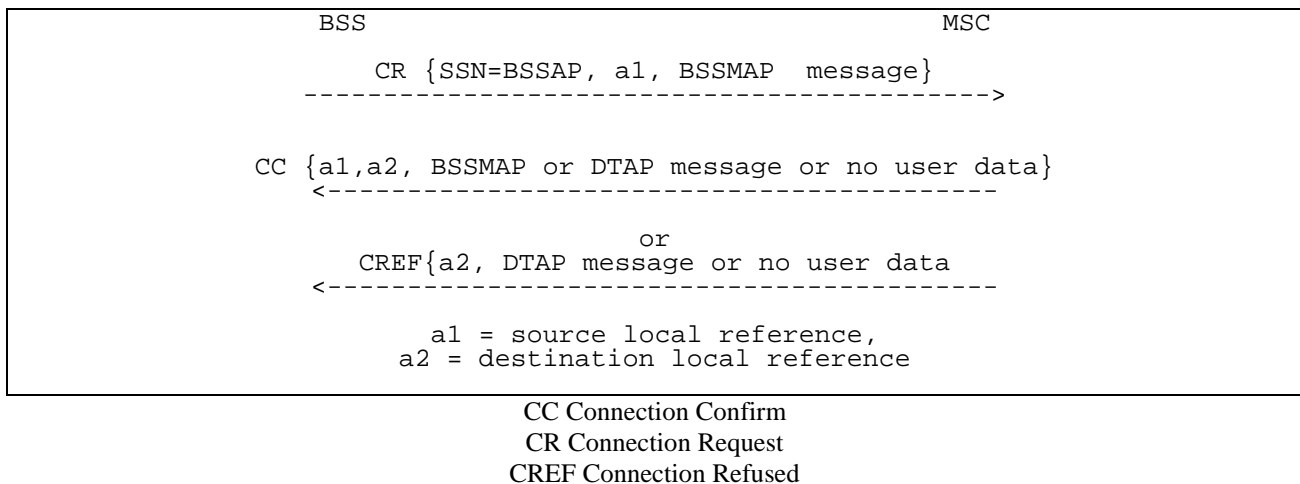 BSS MSC
CR {SSN=BSSAP, a1, BSSMAP message}
------------------------------------------->
CC {a1,a2, BSSMAP or DTAP message or no user data}
<------------------------------------------
or
CREF{a2, DTAP message or no user data
<------------------------------------------
a1 = source local reference,
a2 = destination local reference
CC Connection Confirm
CR Connection Request
CREF Connection Refused